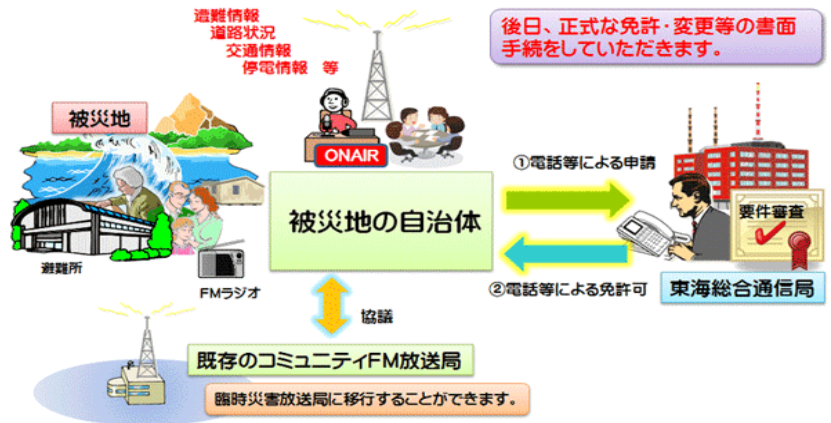 遭難情報
道路状況
交通情報
停電情報 等
後日、正式な免許・変更等の書面
手続をしていただきます。
被災地
ONAIR
①電話等による申請
要件審査
被災地の自治体
避難所
FMラジオ
②電話等による免許可
東海総合通信局
協議
既存のコミュニティFM放送局
臨時災害放送局に移行することができます。